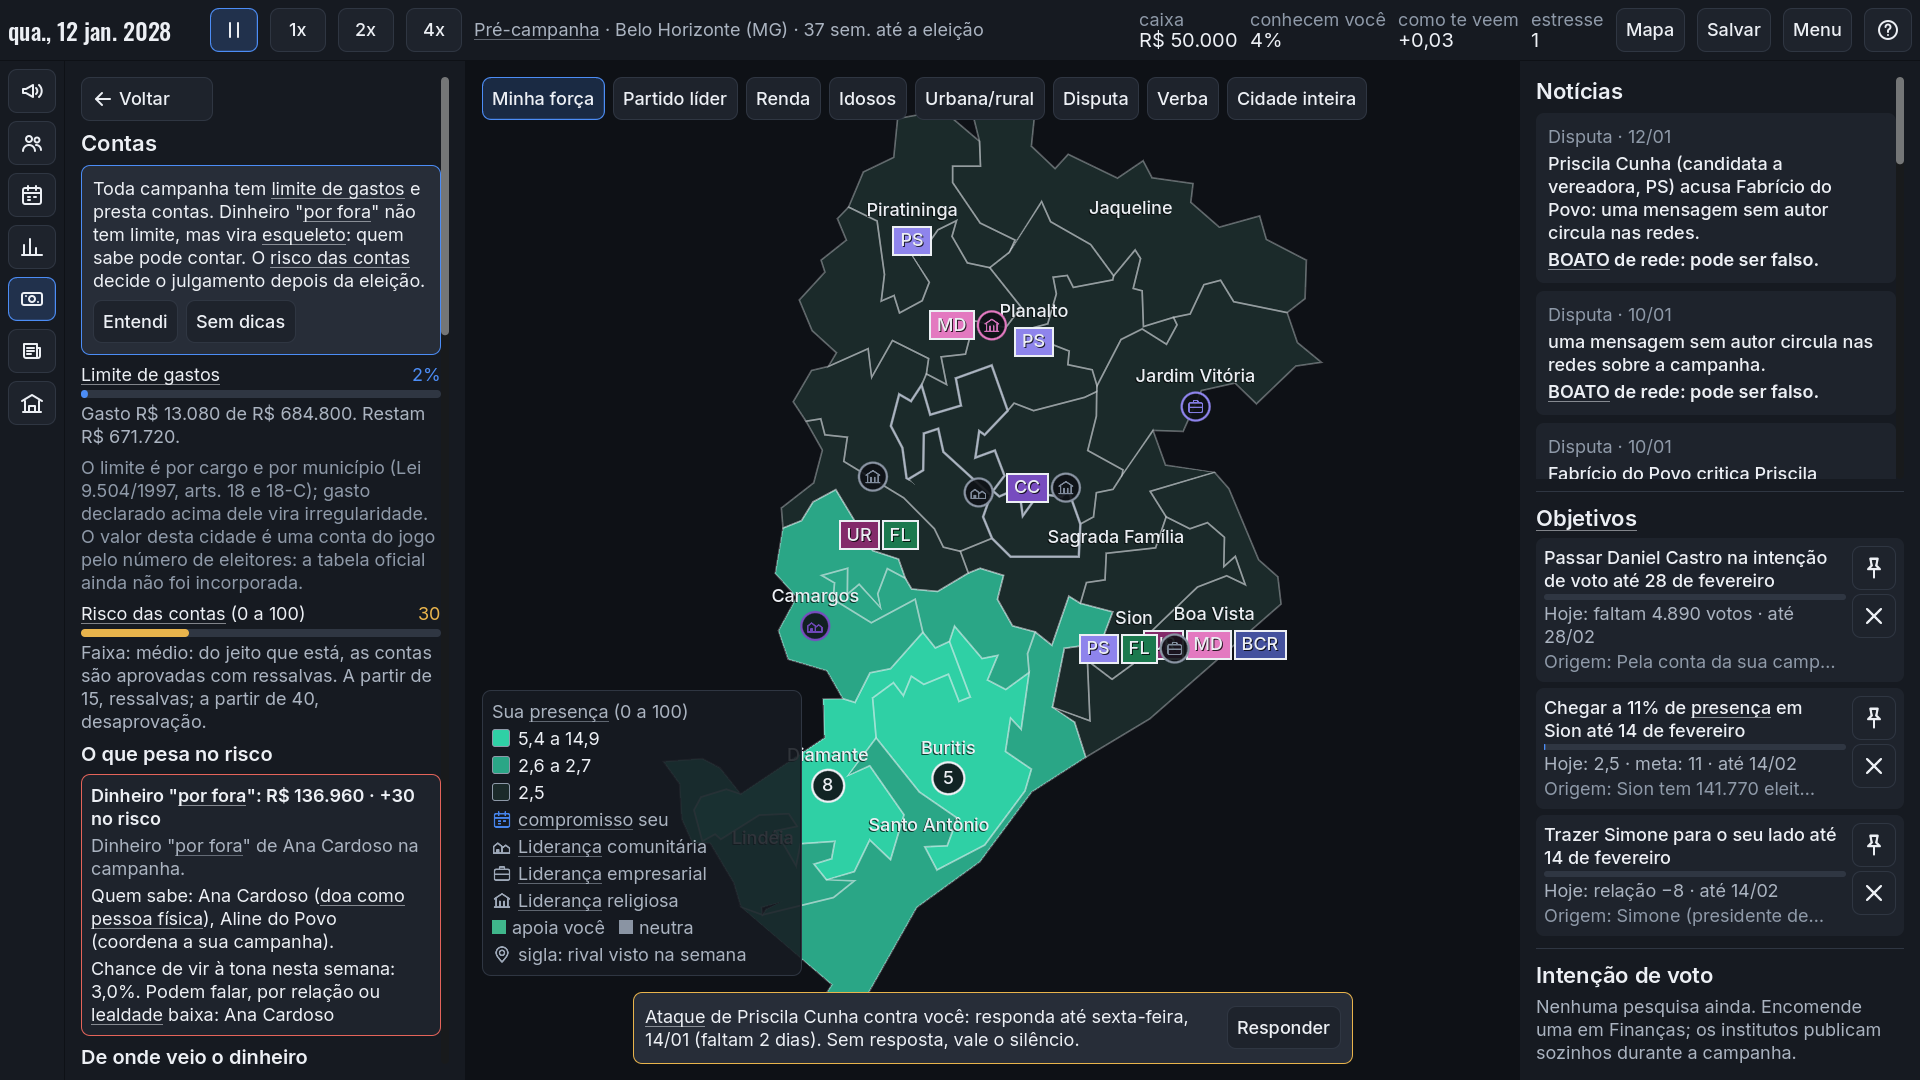 qua., 12 jan. 2028
1x
2x
4x
Pré-campanha · Belo Horizonte (MG) · 37 sem. até a eleição
caixa
R$ 50.000
conhecem você
4%
como te veem
+0,03
estresse
1
Mapa
Salvar
Menu
Voltar
Contas
Toda campanha tem limite de gastos e
presta contas. Dinheiro "por fora" não
tem limite, mas vira esqueleto: quem
sabe pode contar. O risco das contas
decide o julgamento depois da eleição.
Entendi
Sem dicas
Limite de gastos
2%
Gasto R$ 13.080 de R$ 684.800. Restam
R$ 671.720.
O limite é por cargo e por município (Lei
9.504/1997, arts. 18 e 18-C); gasto
declarado acima dele vira irregularidade.
O valor desta cidade é uma conta do jogo
pelo número de eleitores: a tabela oficial
ainda não foi incorporada.
Risco das contas (0 a 100)
30
Faixa: médio: do jeito que está, as contas
são aprovadas com ressalvas. A partir de
15, ressalvas; a partir de 40,
desaprovação.
O que pesa no risco
Dinheiro "por fora": R$ 136.960 · +30
no risco
Dinheiro "por fora" de Ana Cardoso na
campanha.
Quem sabe: Ana Cardoso (doa como
pessoa física), Aline do Povo
(coordena a sua campanha).
Chance de vir à tona nesta semana:
3,0%. Podem falar, por relação ou
lealdade baixa: Ana Cardoso
De onde veio o dinheiro
Minha força
Partido líder
Renda
Idosos
Urbana/rural
Disputa
Verba
Cidade inteira
Piratininga
PS
Jaqueline
Planalto
MD
PS
Jardim Vitória
CC
UR
FL
Sagrada Família
Camargos
Sion
Boa Vista
PS
FL
MD
BCR
Diamante
8
Buritis
5
Santo Antônio
Lindéia
Sua presença (0 a 100)
5,4 a 14,9
2,6 a 2,7
2,5
compromisso seu
Liderança comunitária
Liderança empresarial
Liderança religiosa
apoia você
neutra
sigla: rival visto na semana
Ataque de Priscila Cunha contra você: responda até sexta-feira,
14/01 (faltam 2 dias). Sem resposta, vale o silêncio.
Responder
Notícias
Disputa · 12/01
Priscila Cunha (candidata a
vereadora, PS) acusa Fabrício do
Povo: uma mensagem sem autor
circula nas redes.
BOATO de rede: pode ser falso.
Disputa · 10/01
uma mensagem sem autor circula nas
redes sobre a campanha.
BOATO de rede: pode ser falso.
Disputa · 10/01
Fabrício do Povo critica Priscila
Objetivos
Passar Daniel Castro na intenção
de voto até 28 de fevereiro
Hoje: faltam 4.890 votos · até
28/02
Origem: Pela conta da sua camp...
Chegar a 11% de presença em
Sion até 14 de fevereiro
Hoje: 2,5 · meta: 11 · até 14/02
Origem: Sion tem 141.770 eleit...
Trazer Simone para o seu lado até
14 de fevereiro
Hoje: relação −8 · até 14/02
Origem: Simone (presidente de...
Intenção de voto
Nenhuma pesquisa ainda. Encomende
uma em Finanças; os institutos publicam
sozinhos durante a campanha.